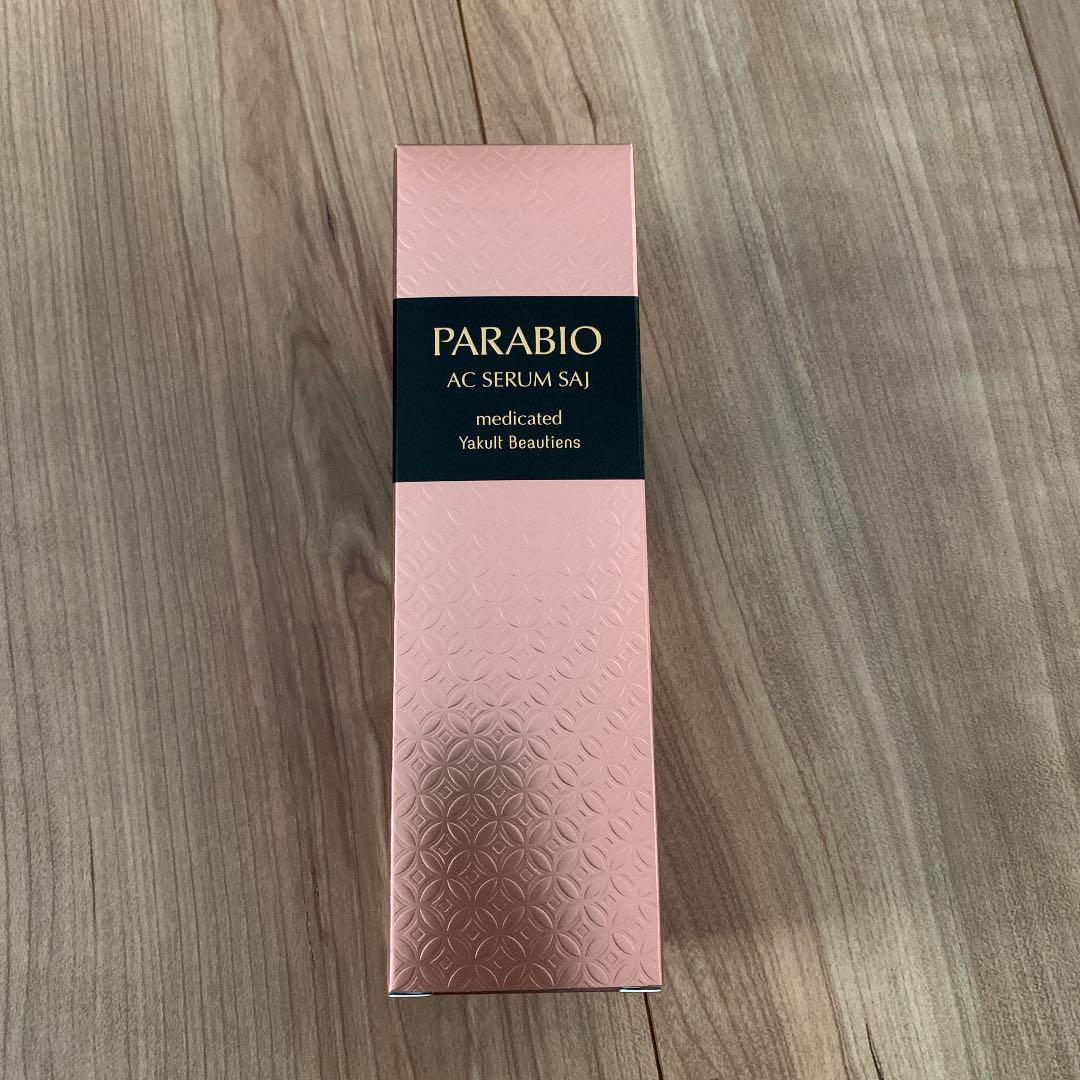 PARABIO
AC SERUM SAJ
medicated
Yakult Beautiens